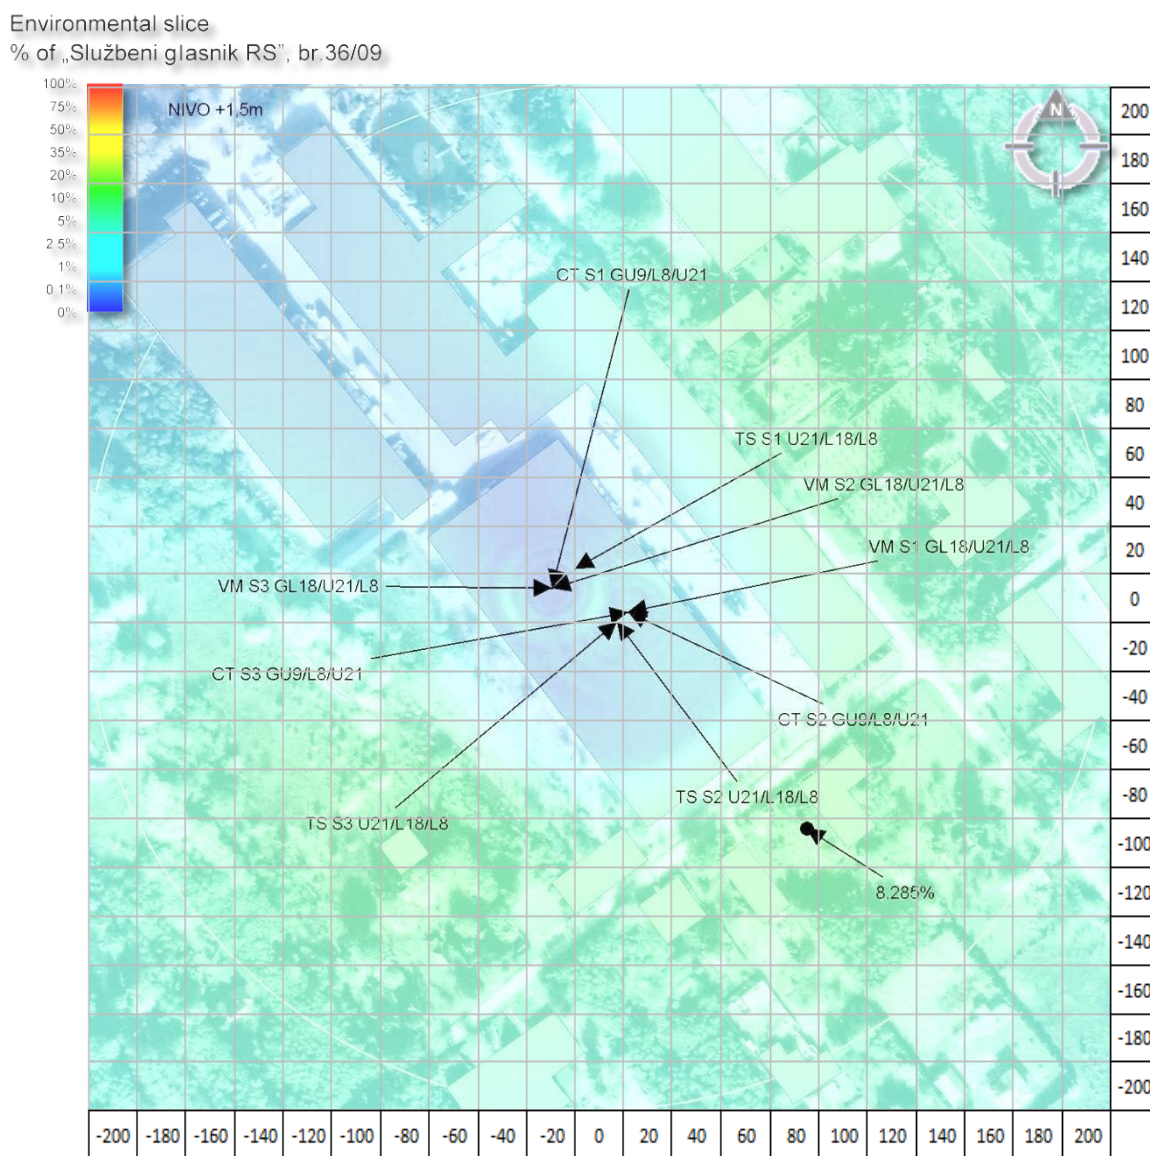 Environmental slice
% of „Službeni glasnik RS”, br.36/09
100%
75%
50%
35%
20%
10%
5%
2 5%
1%
0 1%
0%
NIVO +1,5m
N
CT S1 GU9/L8/U21
TS S1 U21/L18/L8
VM S2 GL18/U21/L8
VM S1 GL18/U21/L8
VM S3 GL18/U21/L8
CT S3 GU9/L8/U21
CT S2 GU9/L8/U21
TS S2 U21/L18/L8
TS S3 U21/L18/L8
8.285%
200
180
160
140
120
100
80
60
40
20
0
-20
-40
-60
-80
-100
-120
-140
-160
-180
-200
-200 -180 -160 -140 -120 -100 -80 -60 -40 -20 0 20 40 60 80 100 120 140 160 180 200